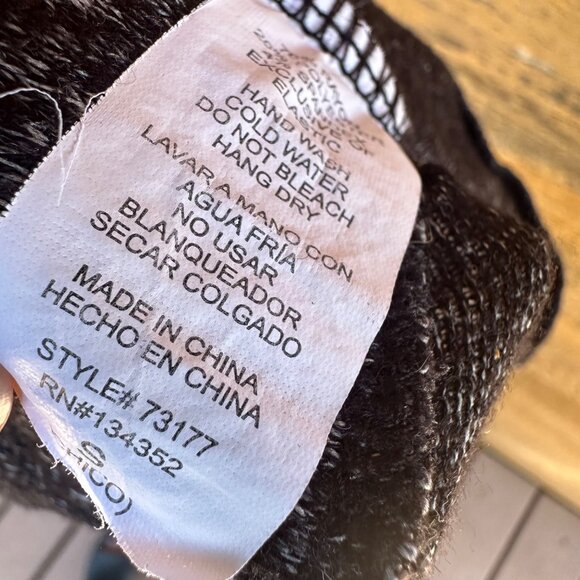 HAND WASH
COLD WATER
DO NOT BLEACH
HANG DRY
LAVAR A MANO CON
AGUA FRIA
NO USAR
BLANQUEADOR
SECAR COLGADO
MADE IN CHINA
HECHO EN CHINA
STYLE# 73177
RN#134352
S